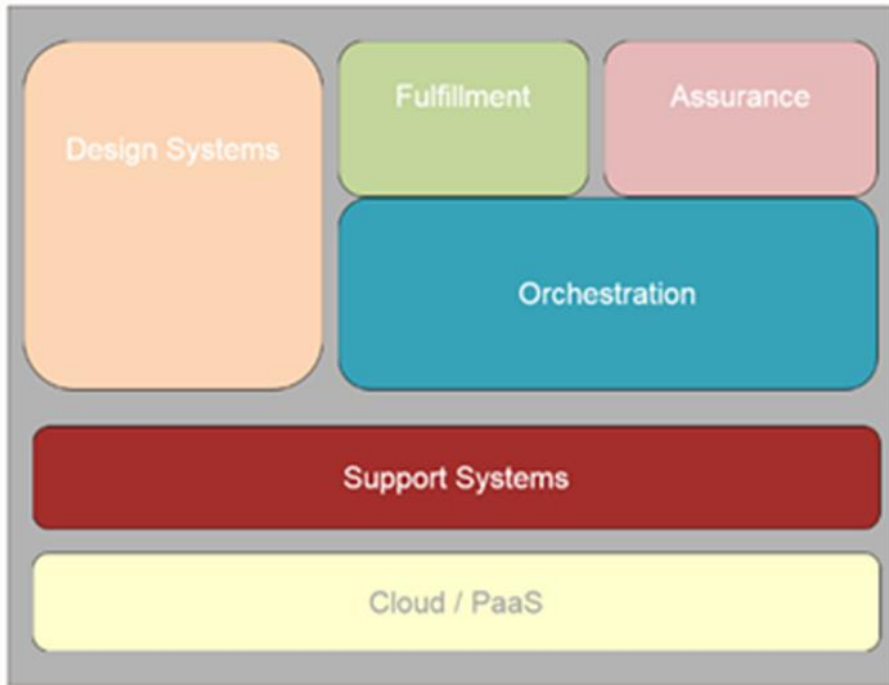 Design Systems
Fulfillment
Assurance
Orchestration
Support Systems
Cloud / PaaS